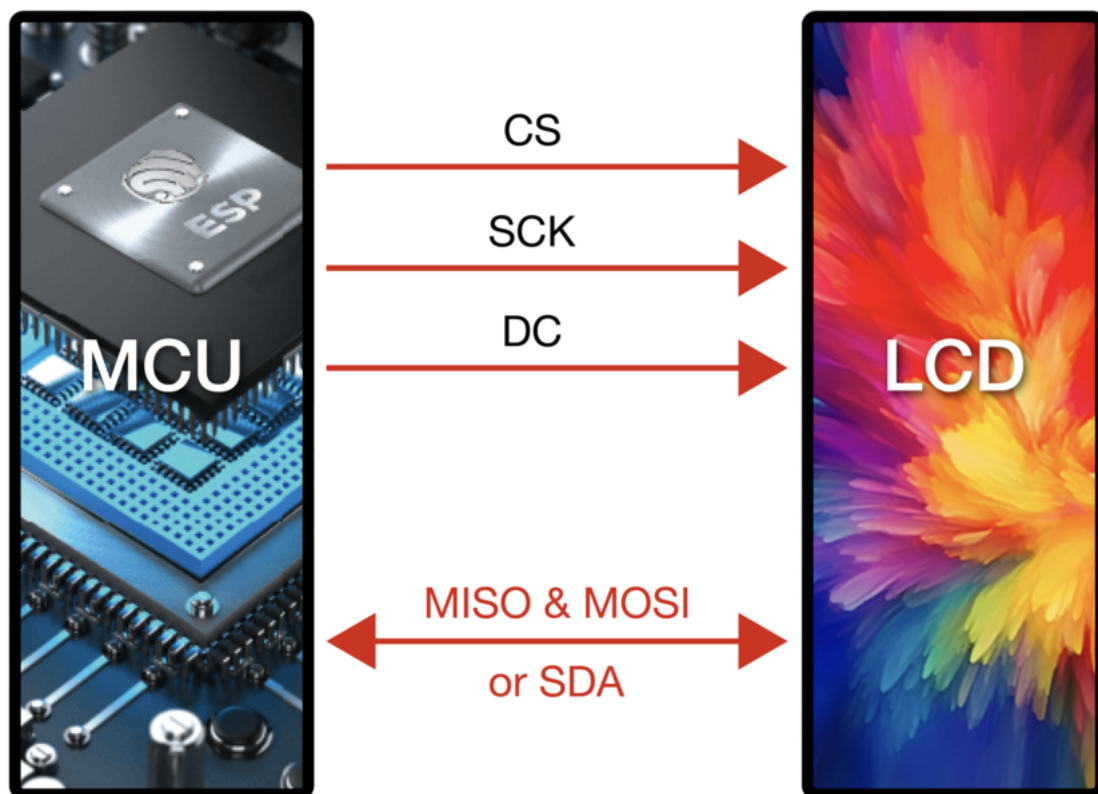 ESP
MCU
CS
SCK
DC
MISO & MOSI
or SDA
LCD